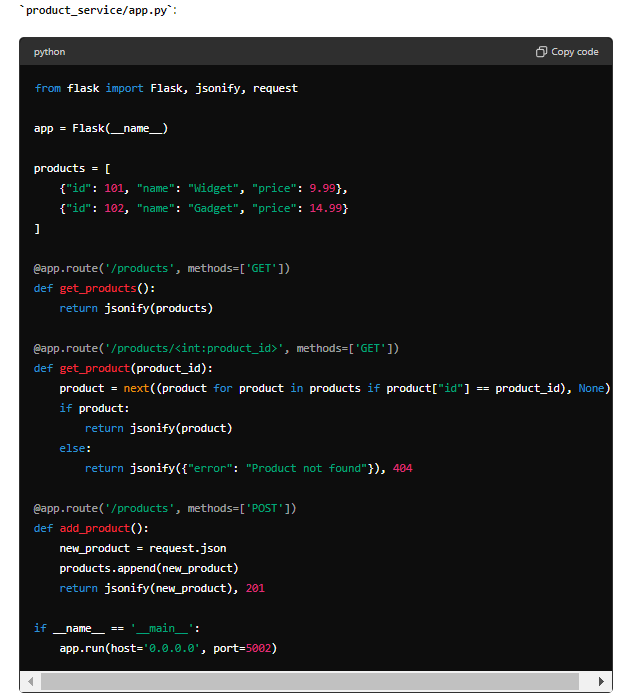 `product_service/app.py`:
python
Copy code
from flask import Flask, jsonify, request
app = Flask(__name__)
products = [
    {"id": 101, "name": "Widget", "price": 9.99},
    {"id": 102, "name": "Gadget", "price": 14.99}
]
@app.route('/products', methods=['GET'])
def get_products():
    return jsonify(products)
@app.route('/products/<int:product_id>', methods=['GET'])
def get_product(product_id):
    product = next((product for product in products if product["id"] == product_id), None)
    if product:
        return jsonify(product)
    else:
        return jsonify({"error": "Product not found"}), 404
@app.route('/products', methods=['POST'])
def add_product():
    new_product = request.json
    products.append(new_product)
    return jsonify(new_product), 201
if __name__ == '__main__':
    app.run(host='0.0.0.0', port=5002)